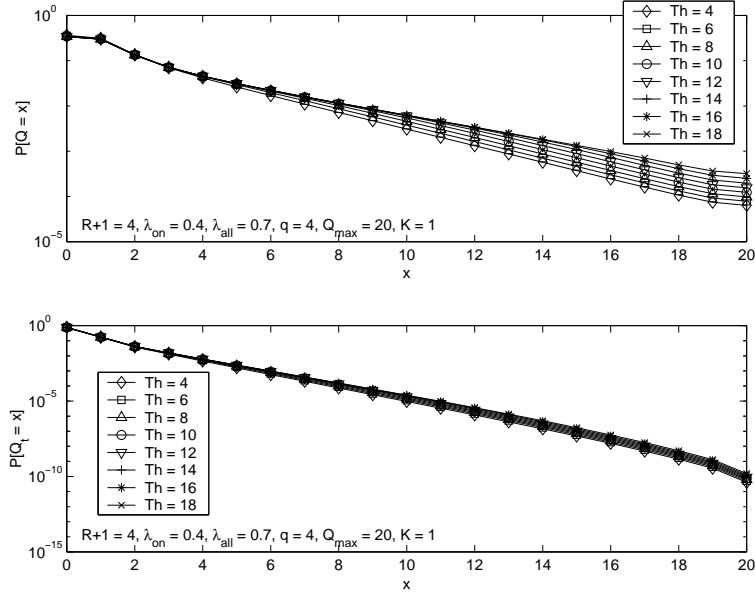 10^0
Th = 4
Th = 6
Th = 8
Th = 10
Th = 12
Th = 14
Th = 16
Th = 18
P[Q = x]
R+1 = 4, λ_on = 0.4, λ_all = 0.7, q = 4, Q_max = 20, K = 1
10^-5
0 2 4 6 8 10 12 14 16 18 20
x
10^0
Th = 4
Th = 6
Th = 8
Th = 10
Th = 12
Th = 14
Th = 16
Th = 18
10^-5
P[Q_t = x]
10^-10
R+1 = 4, λ_on = 0.4, λ_all = 0.7, q = 4, Q_max = 20, K = 1
10^-15
0 2 4 6 8 10 12 14 16 18 20
x